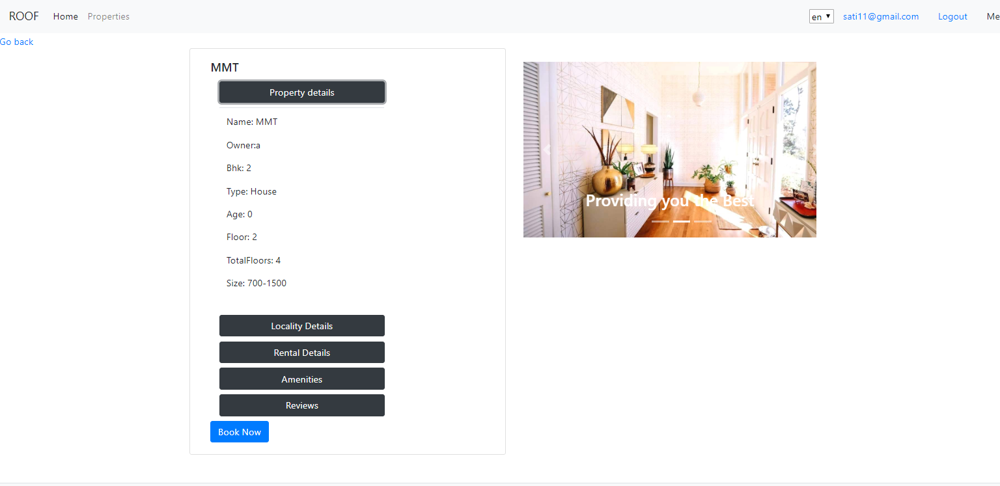 ROOF Home Properties en sati11@gmail.com Logout Me
Go back
MMT
Property details
Name: MMT
Owner:a
Bhk: 2
Type: House
Age: 0
Floor: 2
TotalFloors: 4
Size: 700-1500
Locality Details
Rental Details
Amenities
Reviews
Book Now
Providing you the Best